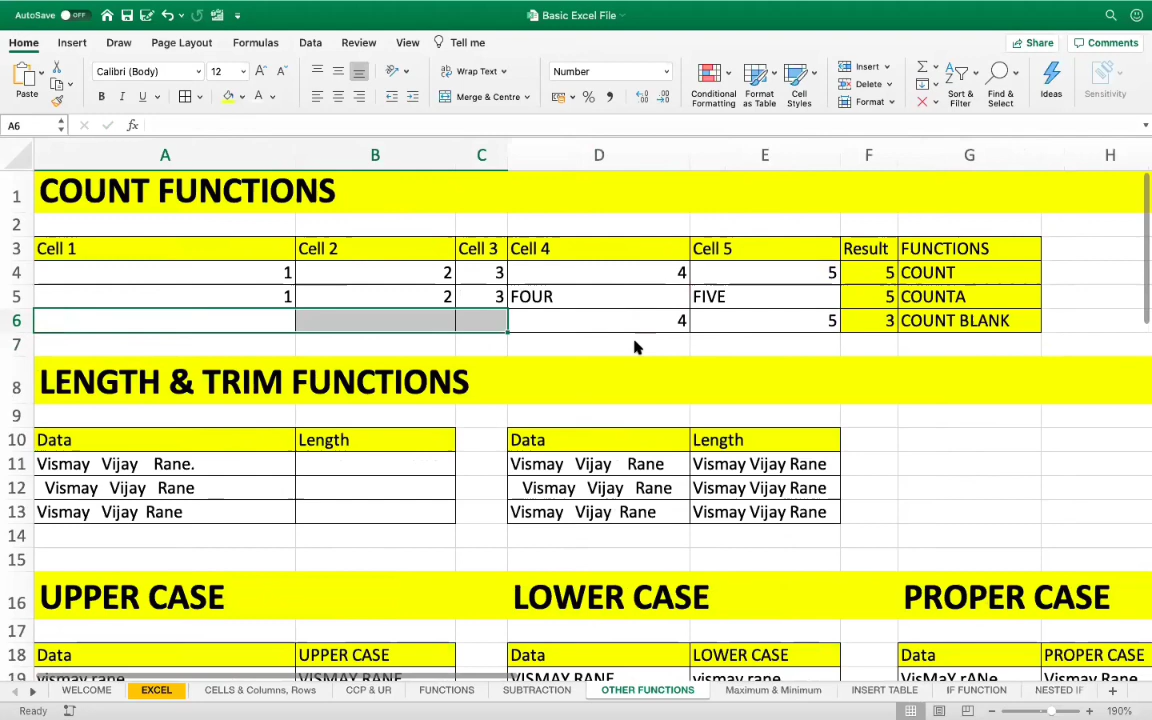 AutoSave OFF Basic Excel File
Home Insert Draw Page Layout Formulas Data Review View Tell me Share Comments
Calibri (Body) 12 Wrap Text Number Insert
Paste B I U Merge & Centre Conditional Formatting Format as Table Cell Styles Delete Format Sort & Filter Find & Select Ideas Sensitivity
A6 fx
A B C D E F G H
1 COUNT FUNCTIONS
2
3 Cell 1 Cell 2 Cell 3 Cell 4 Cell 5 Result FUNCTIONS
4 1 2 3 4 5 5 COUNT
5 1 2 3 FOUR FIVE 5 COUNTA
6 4 5 3 COUNT BLANK
7
8 LENGTH & TRIM FUNCTIONS
9
10 Data Length Data Length
11 Vismay Vijay Rane. Vismay Vijay Rane Vismay Vijay Rane
12 Vismay Vijay Rane Vismay Vijay Rane Vismay Vijay Rane
13 Vismay Vijay Rane Vismay Vijay Rane Vismay Vijay Rane
14
15
16 UPPER CASE LOWER CASE PROPER CASE
17
18 Data UPPER CASE Data LOWER CASE Data PROPER CASE
19 vismay rane VISMAY RANE VISMAY RANE vismay rane VisMaY rANe Vismay Rane
WELCOME EXCEL CELLS & Columns, Rows CCP & UR FUNCTIONS SUBTRACTION OTHER FUNCTIONS Maximum & Minimum INSERT TABLE IF FUNCTION NESTED IF
Ready 190%